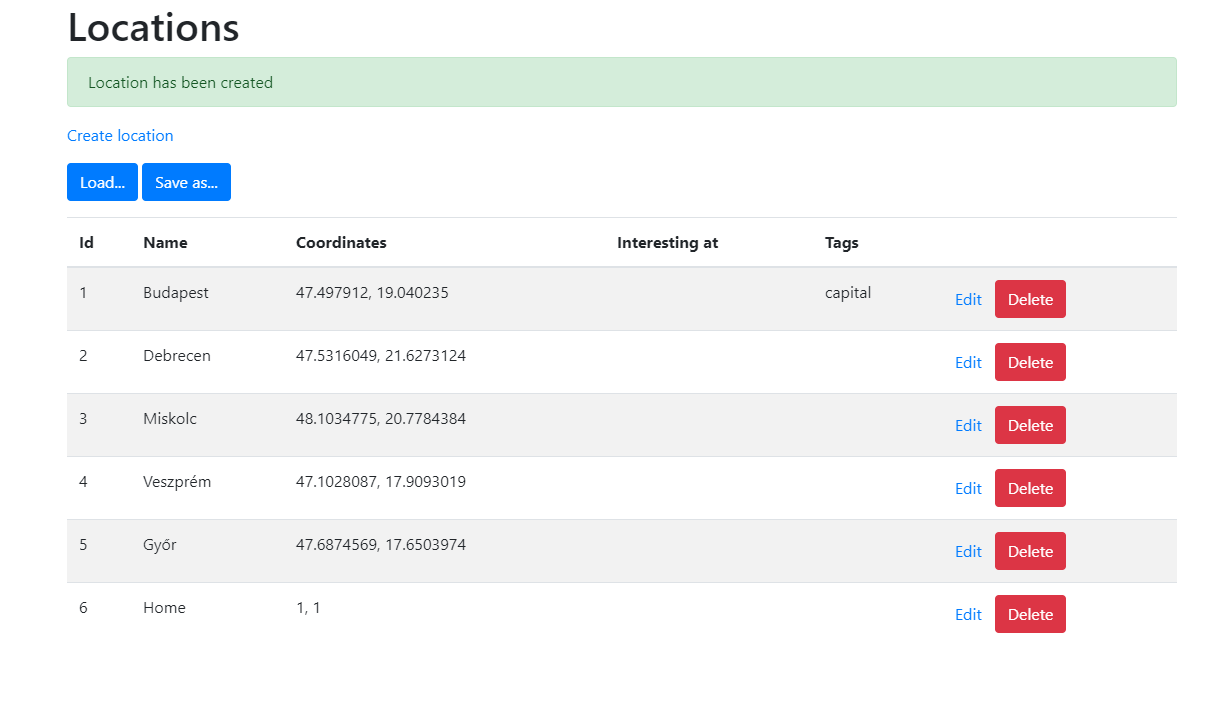 Locations
Location has been created
Create location
Load... Save as...
Id Name Coordinates Interesting at Tags
1 Budapest 47.497912, 19.040235 capital Edit Delete
2 Debrecen 47.5316049, 21.6273124 Edit Delete
3 Miskolc 48.1034775, 20.7784384 Edit Delete
4 Veszprém 47.1028087, 17.9093019 Edit Delete
5 Győr 47.6874569, 17.6503974 Edit Delete
6 Home 1, 1 Edit Delete